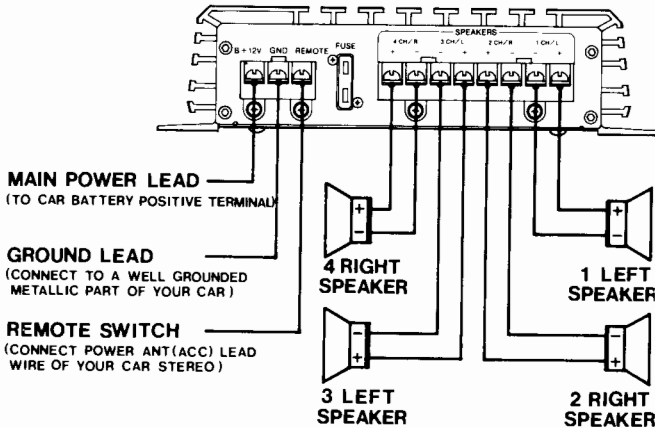 SPEAKERS
B+12V GND REMOTE FUSE
4 CH/R 3 CH/L 2 CH/R 1 CH/L
+ - - + + - - +
MAIN POWER LEAD
(TO CAR BATTERY POSITIVE TERMINAL)
GROUND LEAD
(CONNECT TO A WELL GROUNDED
METALLIC PART OF YOUR CAR)
REMOTE SWITCH
(CONNECT POWER ANT(ACC) LEAD
WIRE OF YOUR CAR STEREO)
+
-
4 RIGHT
SPEAKER
+
-
1 LEFT
SPEAKER
-
+
3 LEFT
SPEAKER
-
+
2 RIGHT
SPEAKER